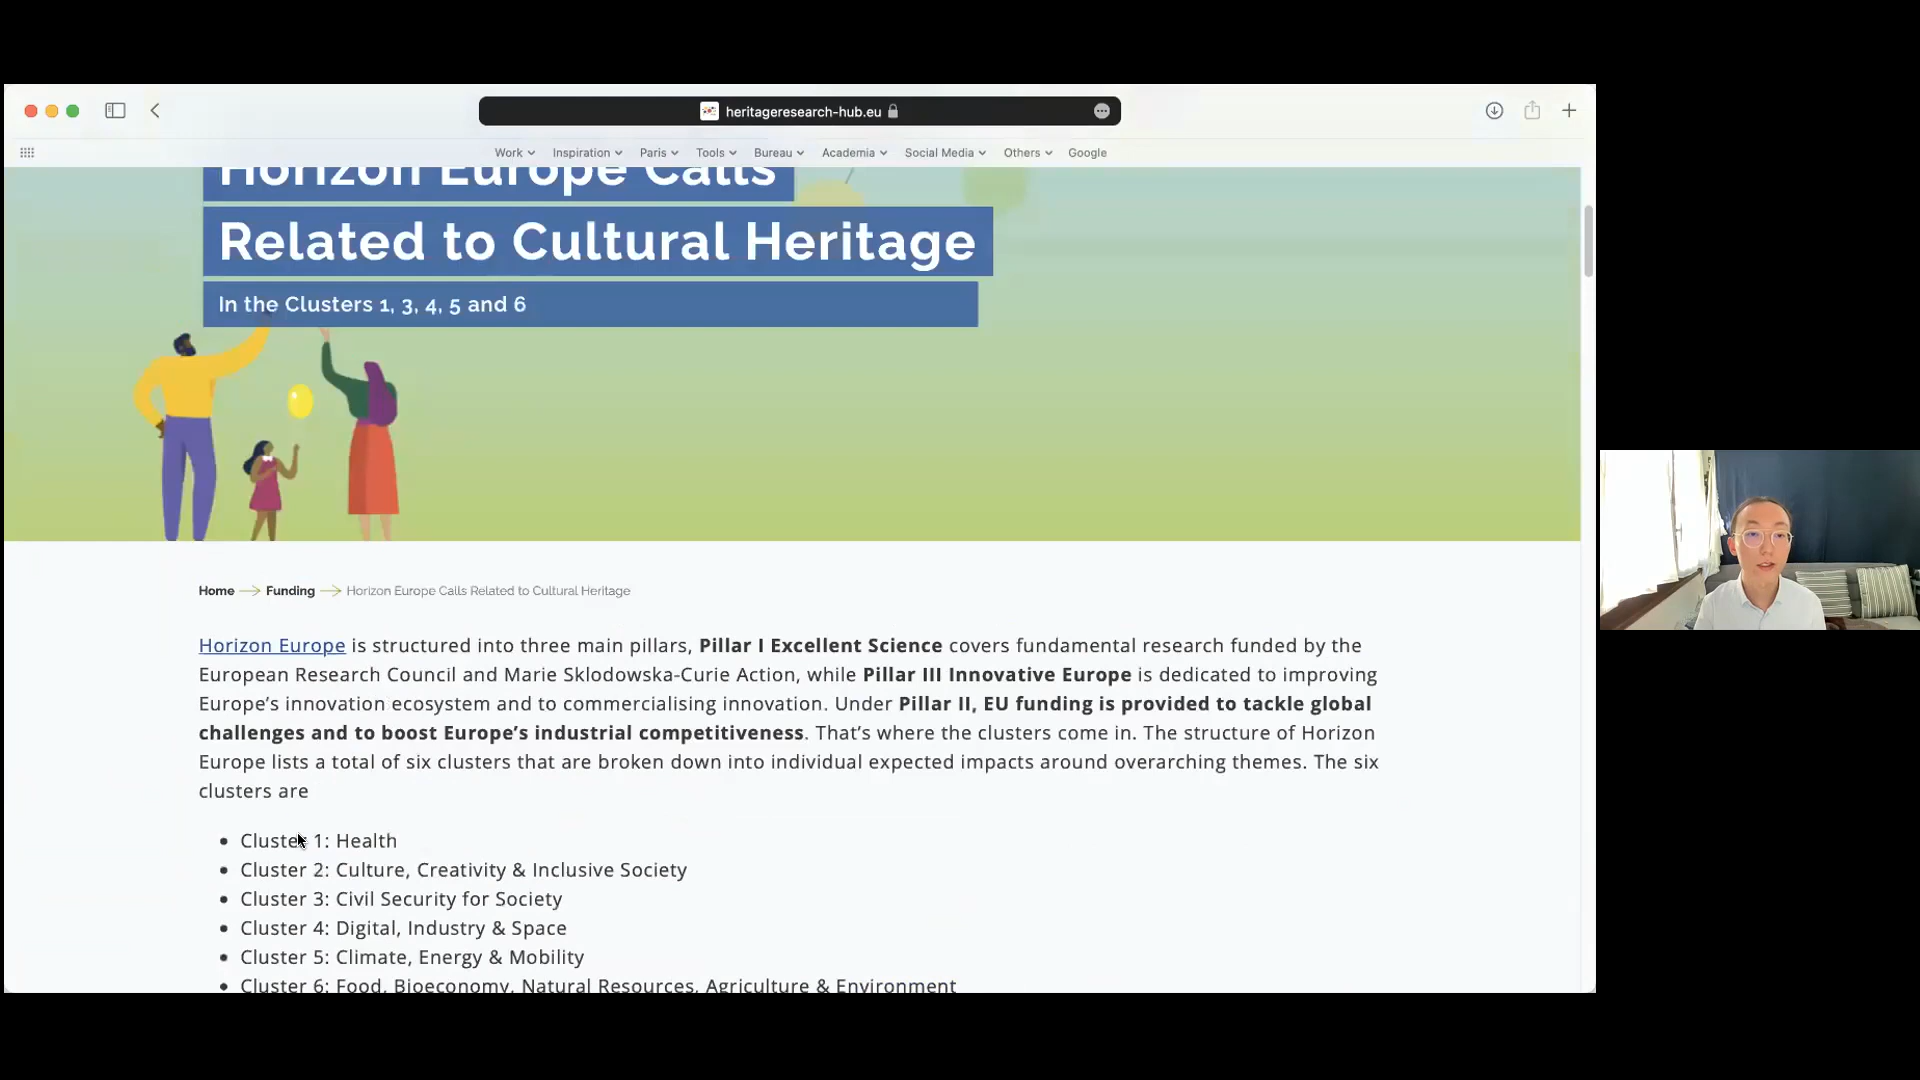 heritageresearch-hub.eu
Work Inspiration Paris Tools Bureau Academia Social Media Others Google
Horizon Europe Calls
Related to Cultural Heritage
In the Clusters 1, 3, 4, 5 and 6
Home → Funding → Horizon Europe Calls Related to Cultural Heritage
Horizon Europe is structured into three main pillars, Pillar I Excellent Science covers fundamental research funded by the
European Research Council and Marie Sklodowska-Curie Action, while Pillar III Innovative Europe is dedicated to improving
Europe’s innovation ecosystem and to commercialising innovation. Under Pillar II, EU funding is provided to tackle global
challenges and to boost Europe’s industrial competitiveness. That’s where the clusters come in. The structure of Horizon
Europe lists a total of six clusters that are broken down into individual expected impacts around overarching themes. The six
clusters are
• Cluster 1: Health
• Cluster 2: Culture, Creativity & Inclusive Society
• Cluster 3: Civil Security for Society
• Cluster 4: Digital, Industry & Space
• Cluster 5: Climate, Energy & Mobility
• Cluster 6: Food, Bioeconomy, Natural Resources, Agriculture & Environment